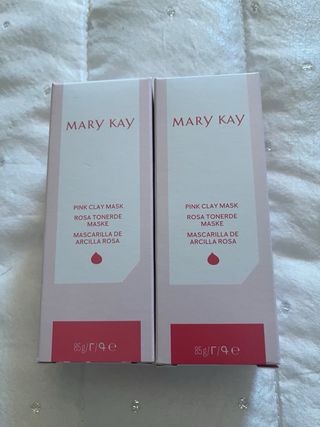 MARY KAY
PINK CLAY MASK
ROSA TONERDE
MASKE
MASCARILLA DE
ARCILLA ROSA
85g/г/գ℮
MARY KAY
PINK CLAY MASK
ROSA TONERDE
MASKE
MASCARILLA DE
ARCILLA ROSA
85g/г/գ℮